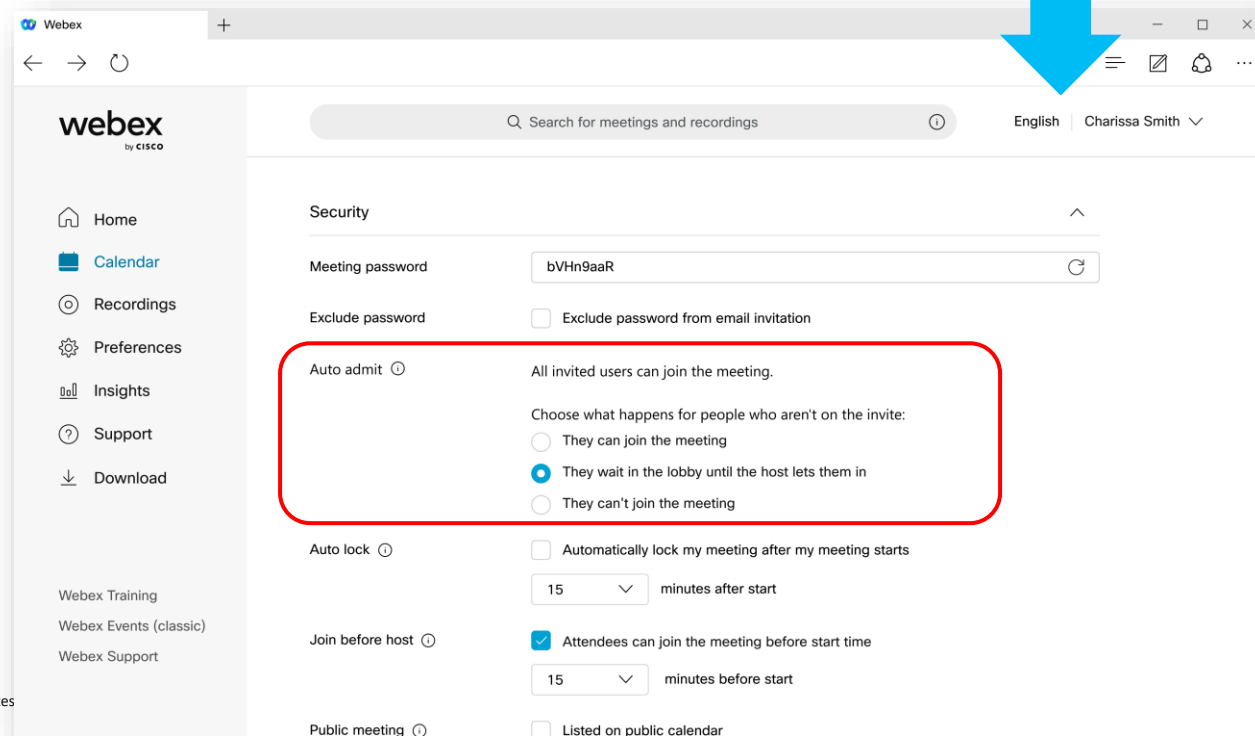 Webex
webex
by CISCO
Search for meetings and recordings
English
Charissa Smith
Home
Calendar
Recordings
Preferences
Insights
Support
Download
Webex Training
Webex Events (classic)
Webex Support
Security
Meeting password
bVHn9aaR
Exclude password
Exclude password from email invitation
Auto admit
All invited users can join the meeting.
Choose what happens for people who aren't on the invite:
They can join the meeting
They wait in the lobby until the host lets them in
They can't join the meeting
Auto lock
Automatically lock my meeting after my meeting starts
15 minutes after start
Join before host
Attendees can join the meeting before start time
15 minutes before start
Public meeting
Listed on public calendar